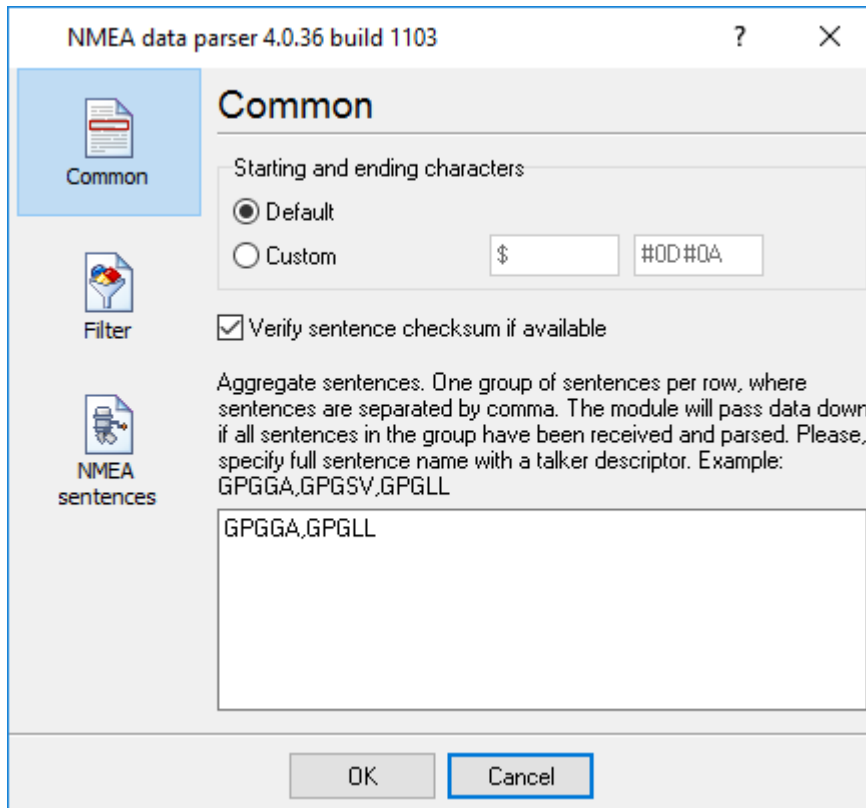 NMEA data parser 4.0.36 build 1103
?
Common
Filter
NMEA
sentences
Common
Starting and ending characters
Default
Custom
$
#0D#0A
Verify sentence checksum if available
Aggregate sentences. One group of sentences per row, where
sentences are separated by comma. The module will pass data down
if all sentences in the group have been received and parsed. Please,
specify full sentence name with a talker descriptor. Example:
GPGGA,GPGSV,GPGLL
GPGGA,GPGLL
OK
Cancel